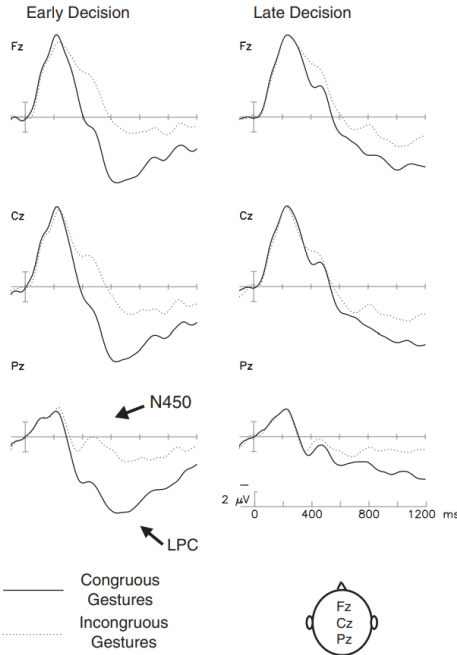 Early Decision Late Decision
Fz Fz
Cz Cz
Pz Pz
N450
LPC
2 μV
0 400 800 1200 ms
Congruous
Gestures
Incongruous
Gestures
Fz
Cz
Pz